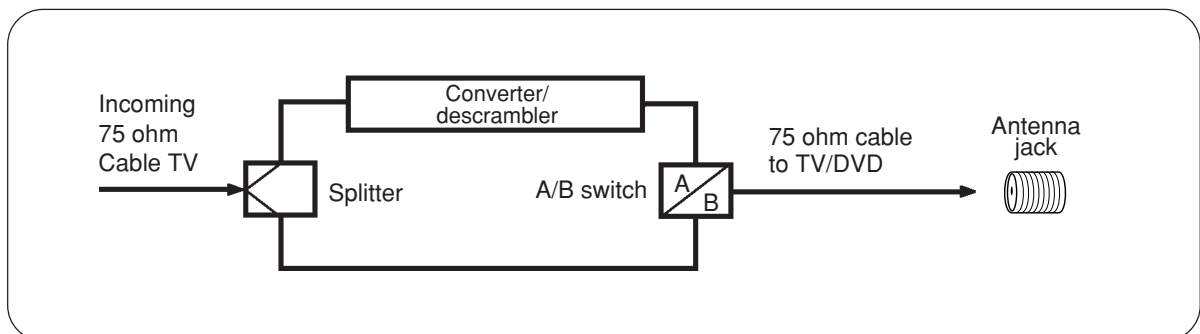 Incoming
75 ohm
Cable TV
Splitter
Converter/
descrambler
A/B switch
A
B
75 ohm cable
to TV/DVD
Antenna
jack